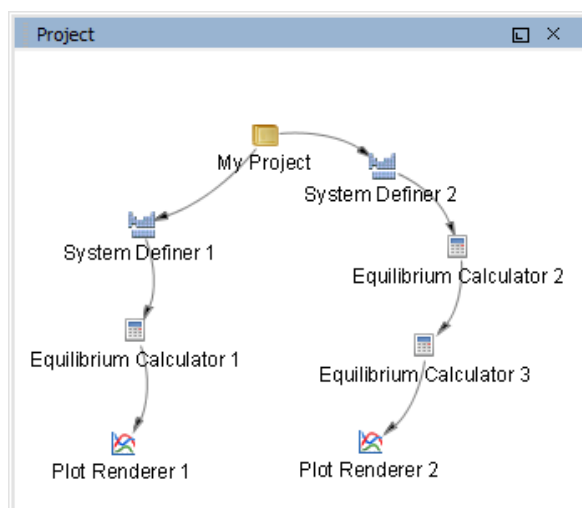 Project
My Project
System Definer 2
System Definer 1
Equilibrium Calculator 2
Equilibrium Calculator 1
Equilibrium Calculator 3
Plot Renderer 1
Plot Renderer 2